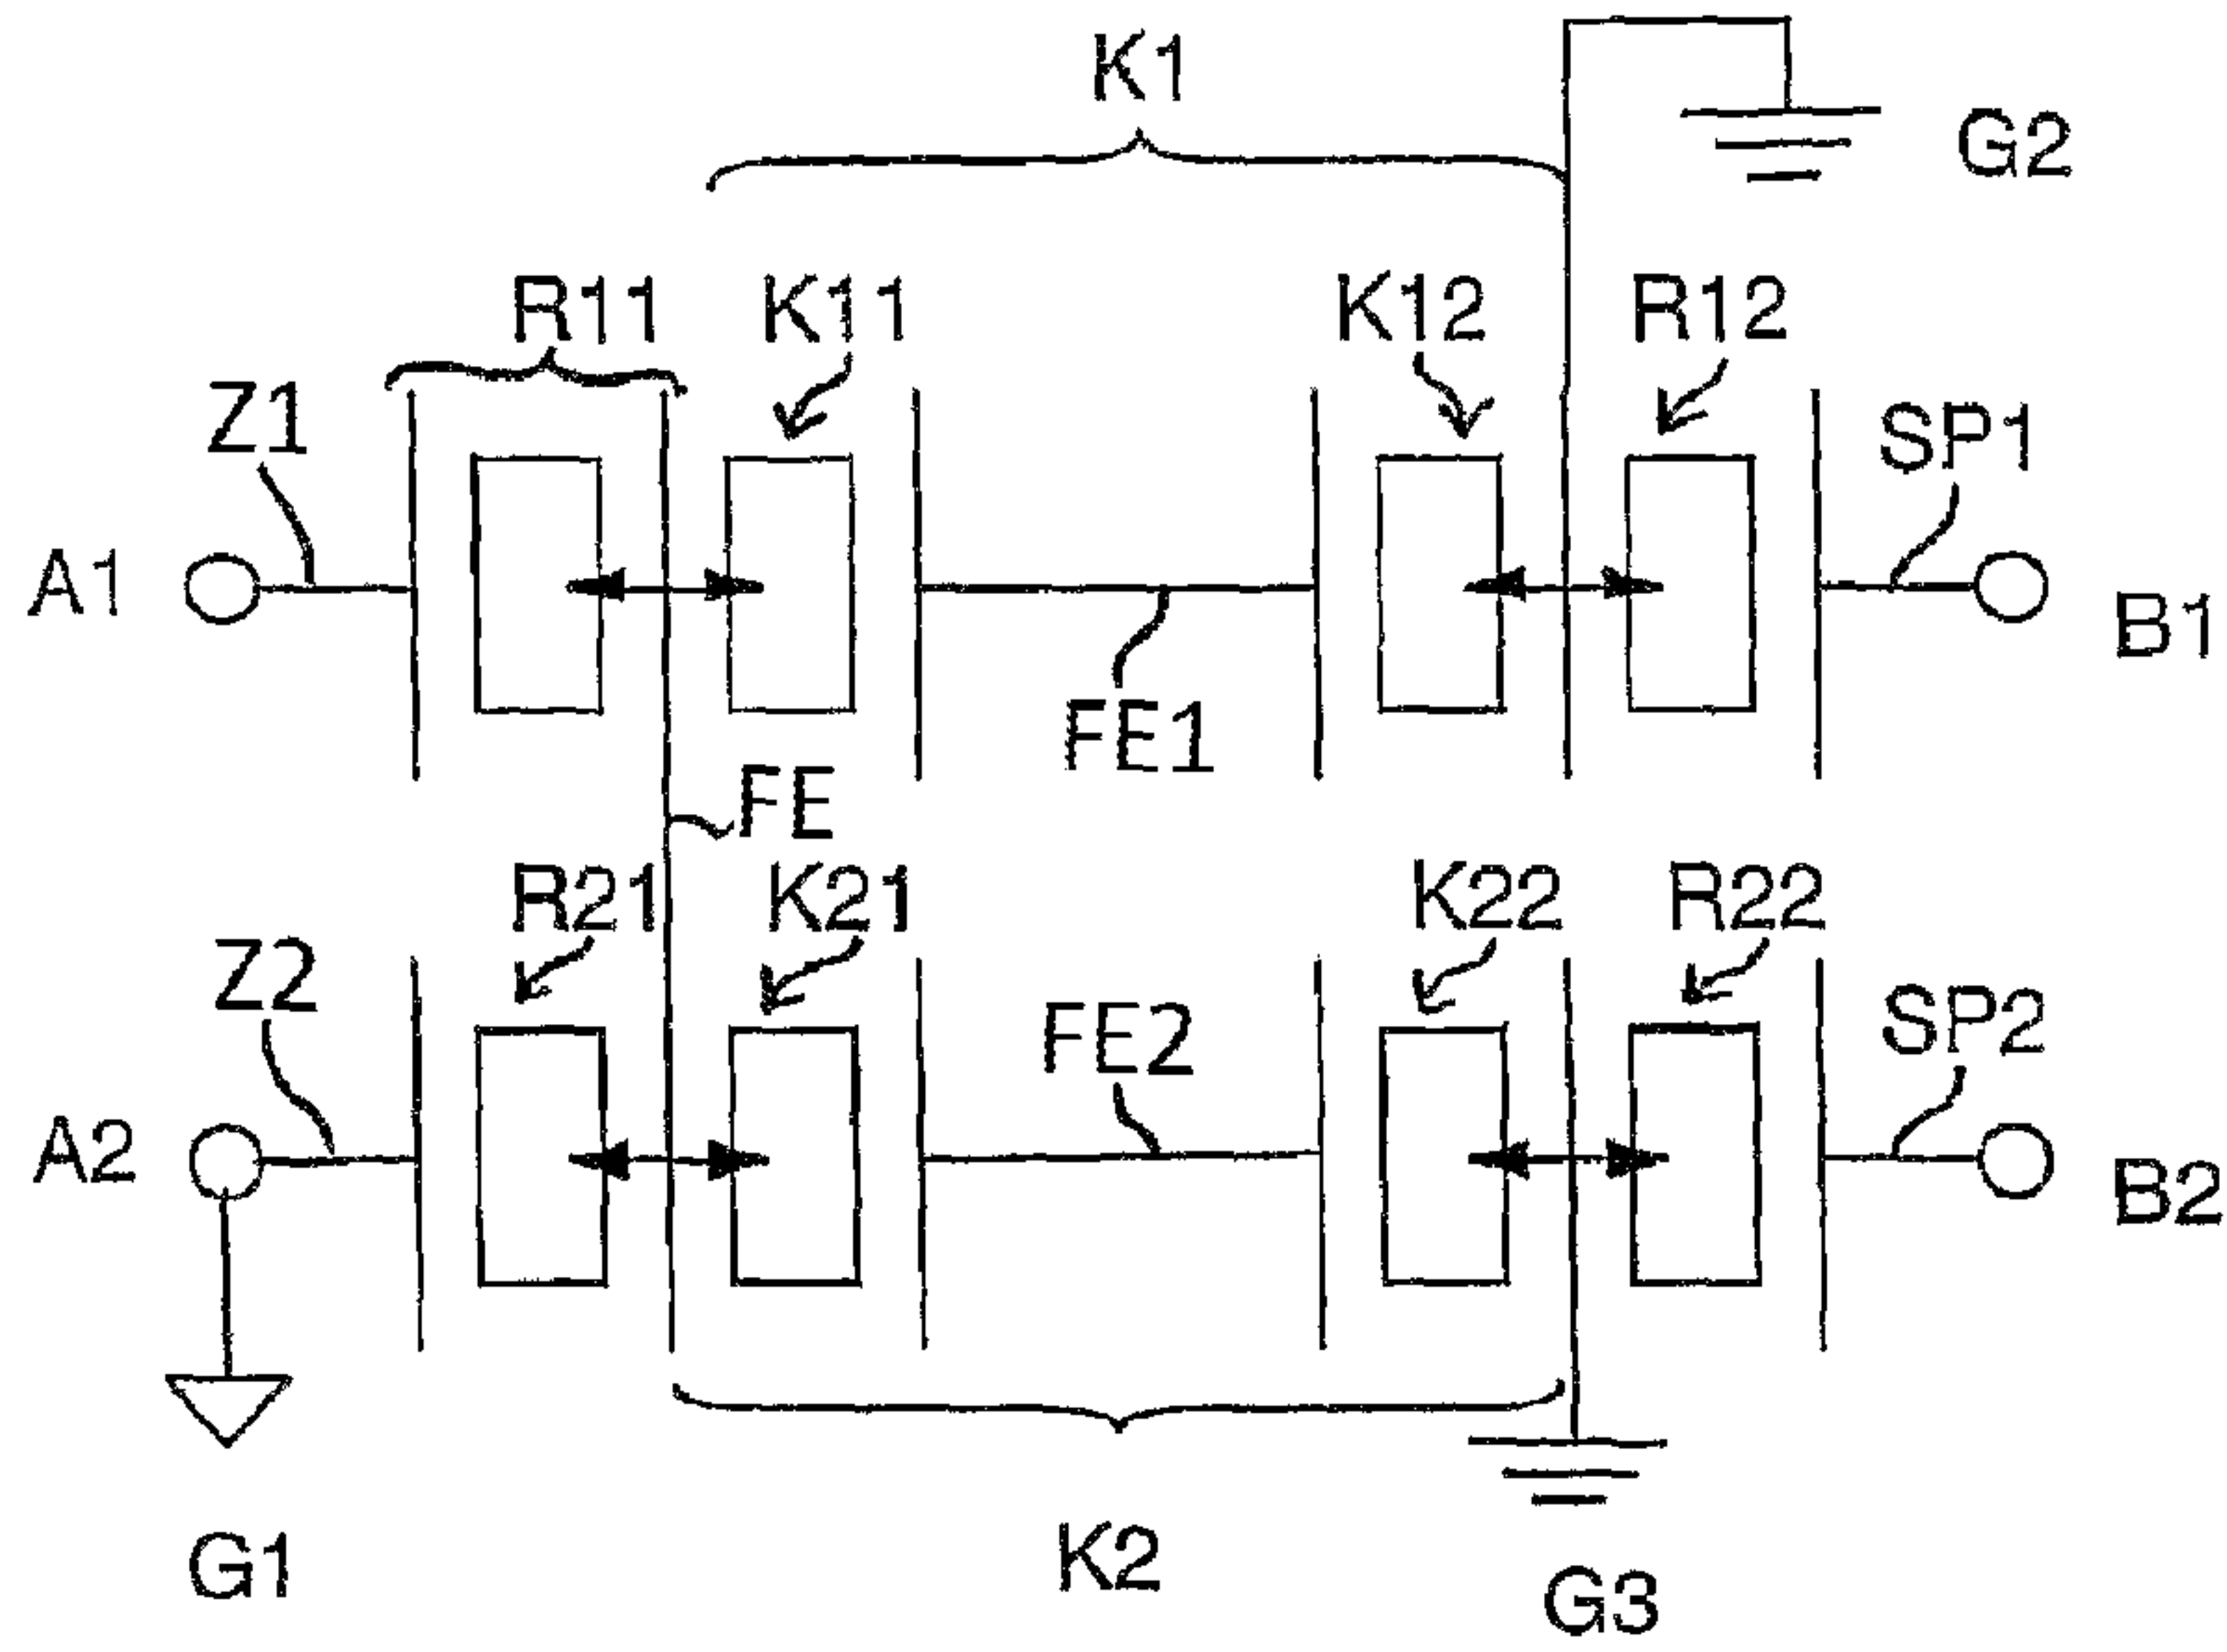 K1
G2
R11 K11 K12 R12
Z1 SP1
A1 B1
FE1
FE
R21 K21 K22 R22
Z2 FE2 SP2
A2 B2
G1 K2 G3